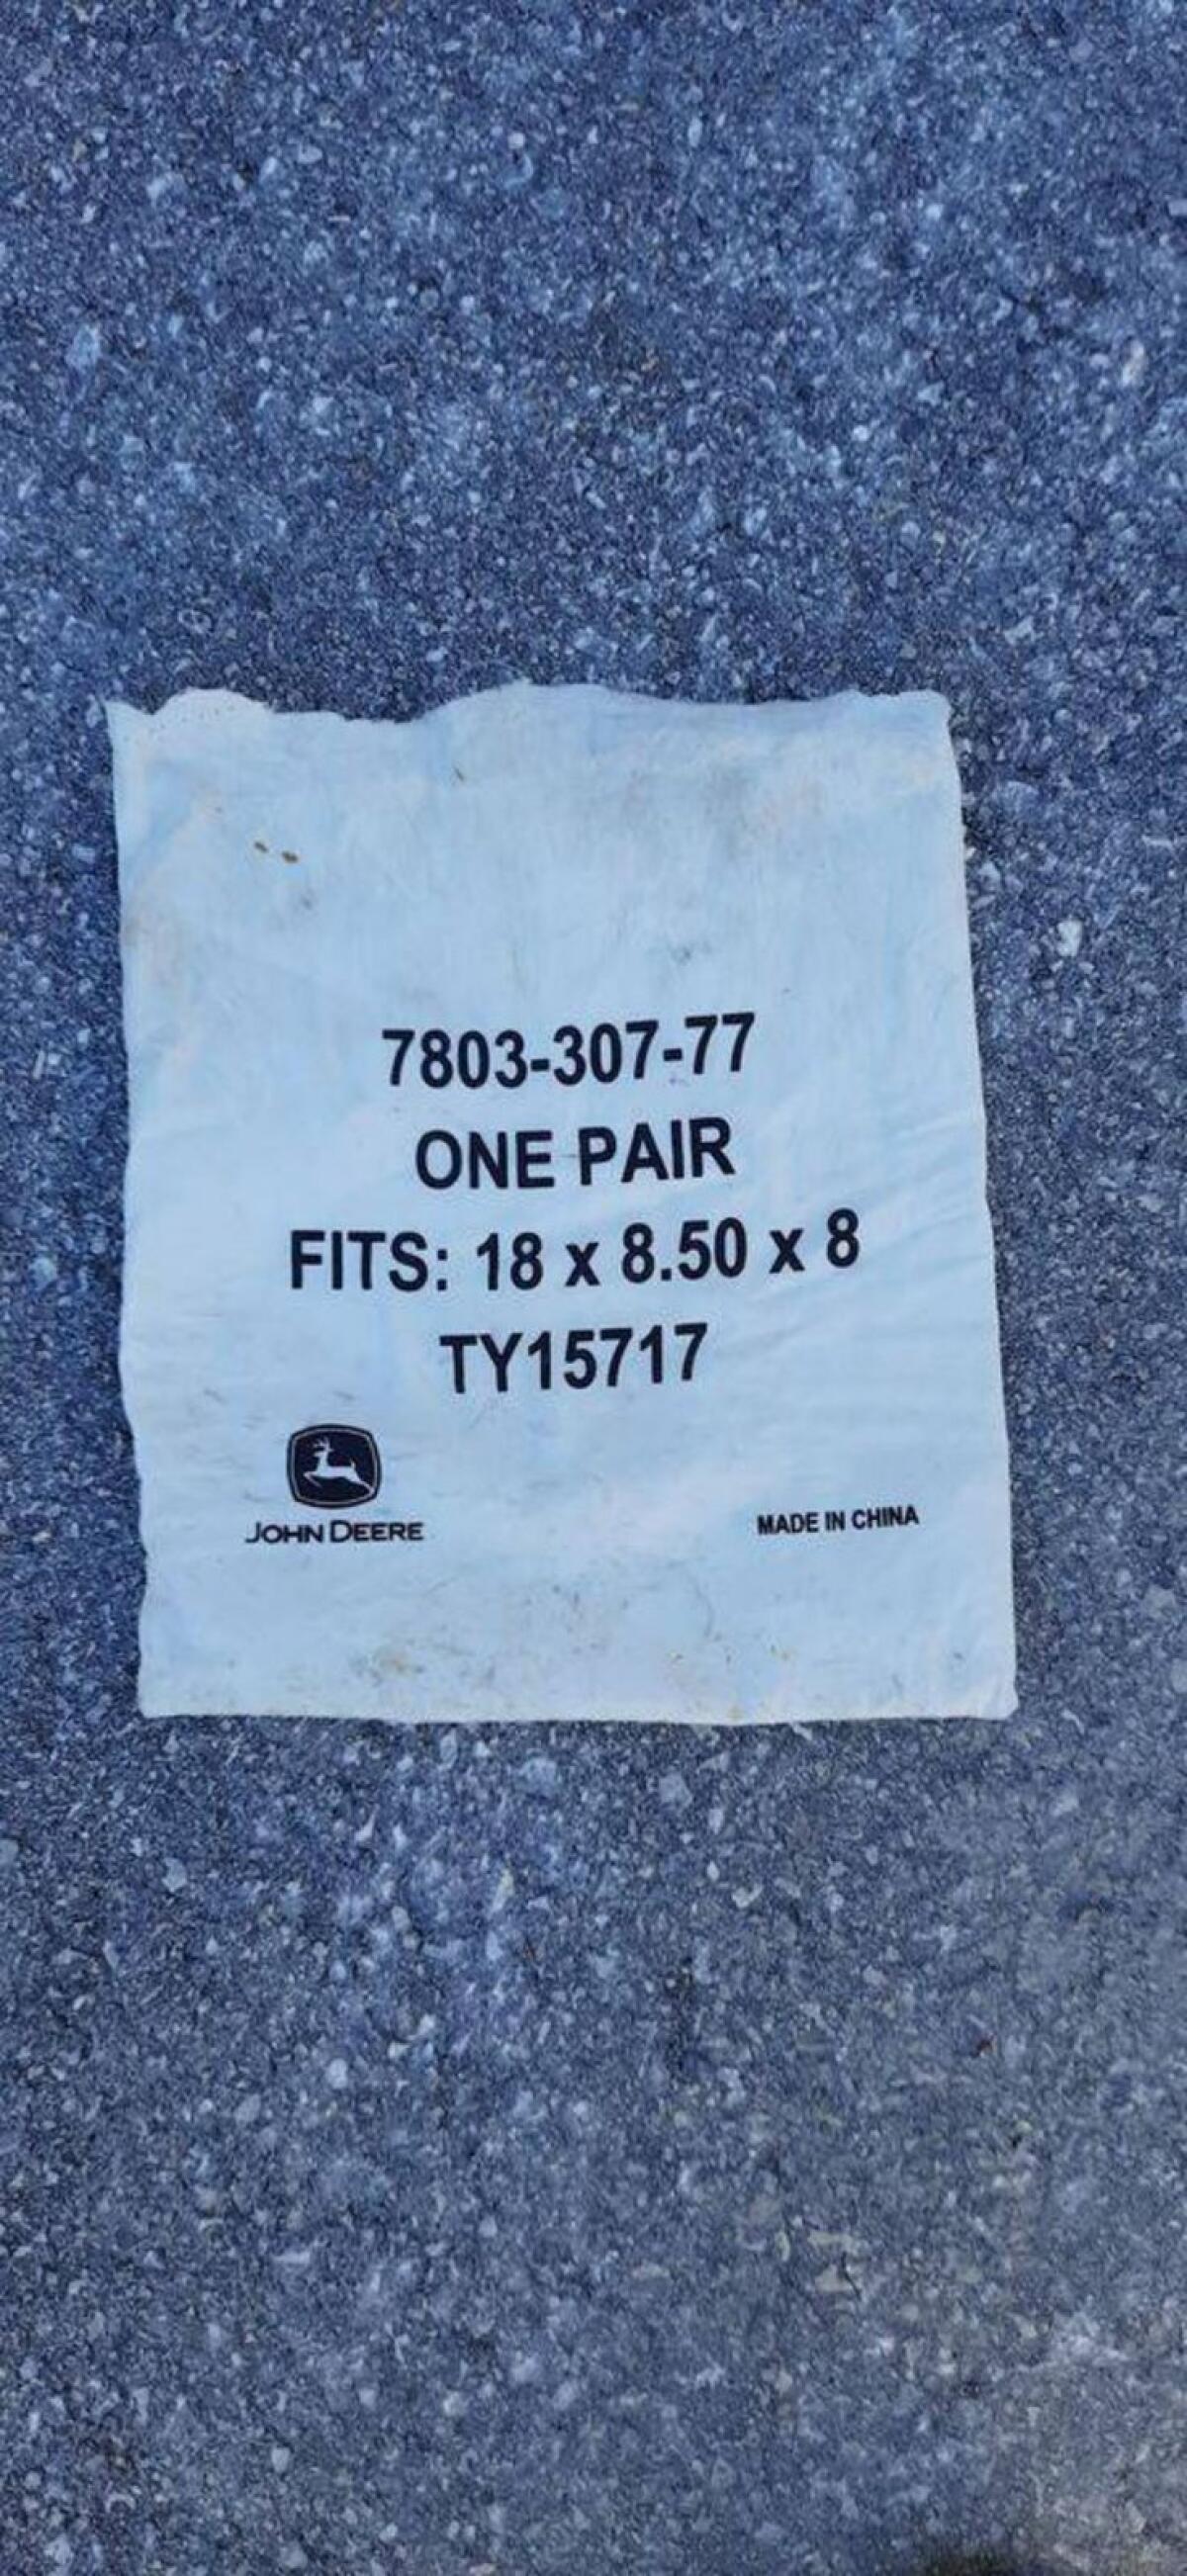 7803-307-77
ONE PAIR
FITS: 18 x 8.50 x 8
TY15717
JOHN DEERE
MADE IN CHINA